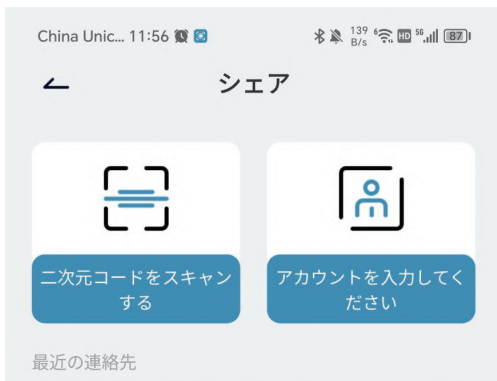 China Unic... 11:56 139 B/s 6 HD 5G 87
シェア
二次元コードをスキャン
する
アカウントを入力してく
ださい
最近の連絡先